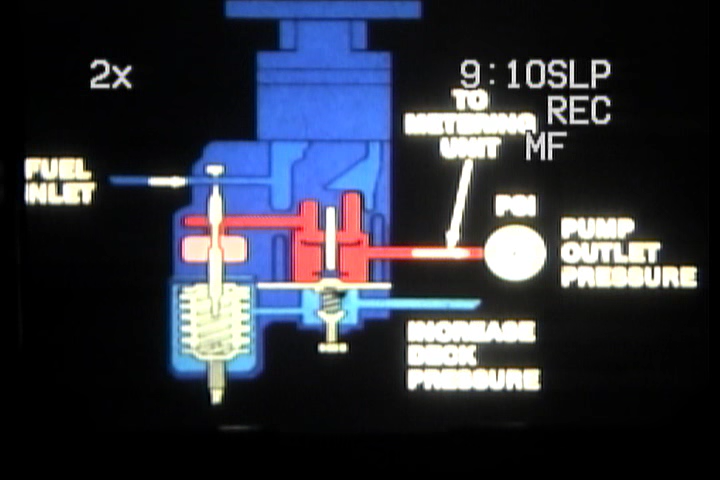 2x
9:10SLP
REC
MF
TO
METERING
UNIT
FUEL
INLET
PSI
PUMP
OUTLET
PRESSURE
INCREASE
DECK
PRESSURE